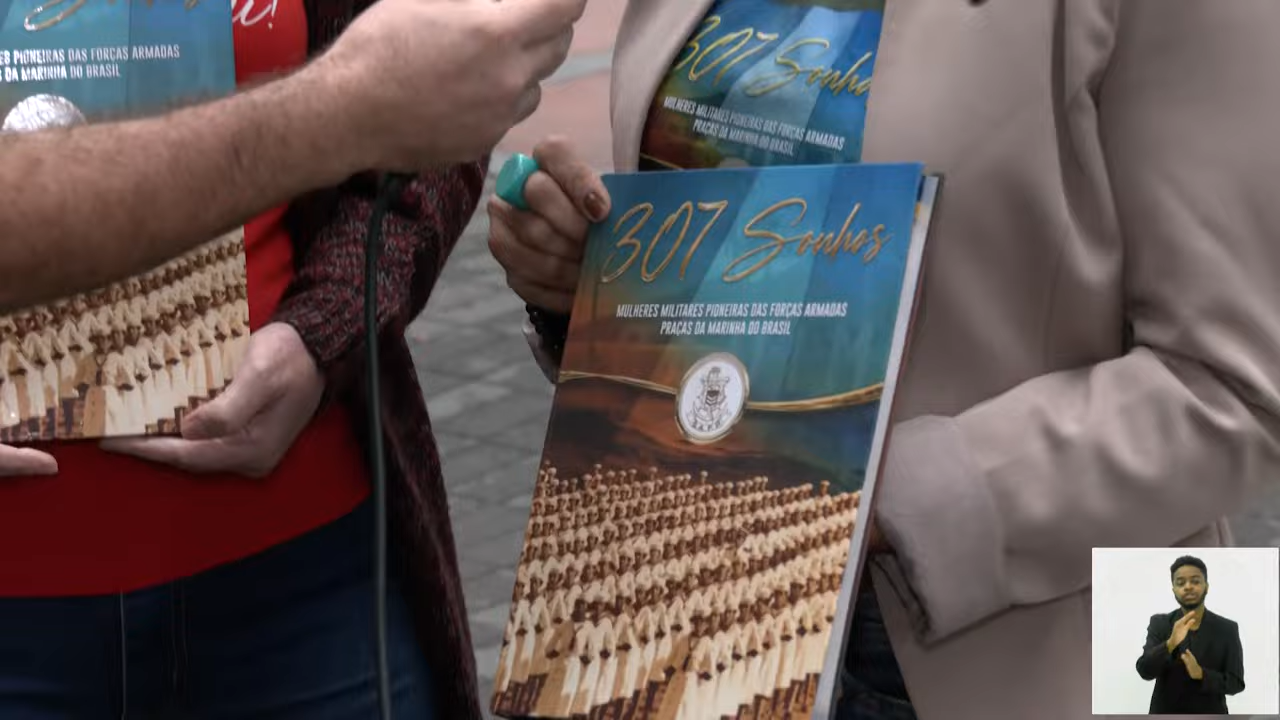 u!
S PIONEIRAS DAS FORÇAS ARMADAS
S DA MARINHA DO BRASIL
307 Sonho
MULHERES MILITARES PIONEIRAS DAS FORÇAS ARMADAS
PRAÇAS DA MARINHA DO BRASIL
307 Sonhos
MULHERES MILITARES PIONEIRAS DAS FORÇAS ARMADAS
PRAÇAS DA MARINHA DO BRASIL